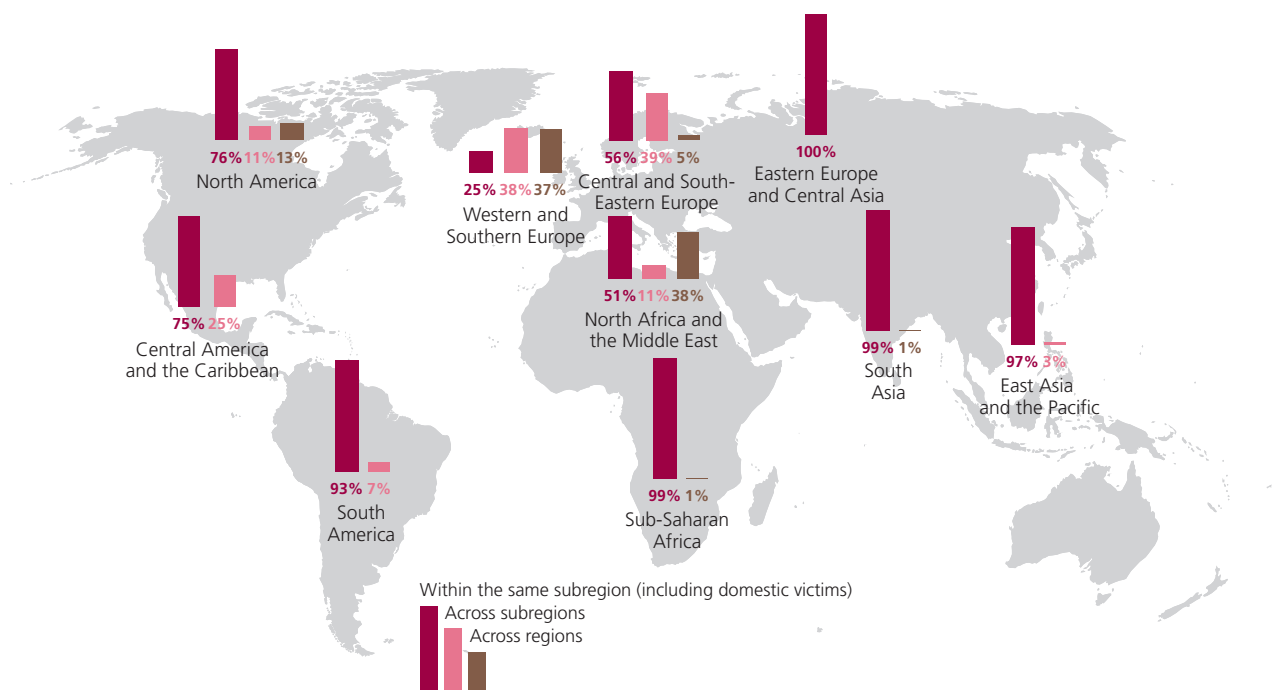 76% 11% 13%
North America
25% 38% 37%
Western and
Southern Europe
56% 39% 5%
Central and South-
Eastern Europe
100%
Eastern Europe
and Central Asia
75% 25%
Central America
and the Caribbean
51% 11% 38%
North Africa and
the Middle East
99% 1%
South
Asia
97% 3%
East Asia
and the Pacific
93% 7%
South
America
99% 1%
Sub-Saharan
Africa
Within the same subregion (including domestic victims)
Across subregions
Across regions